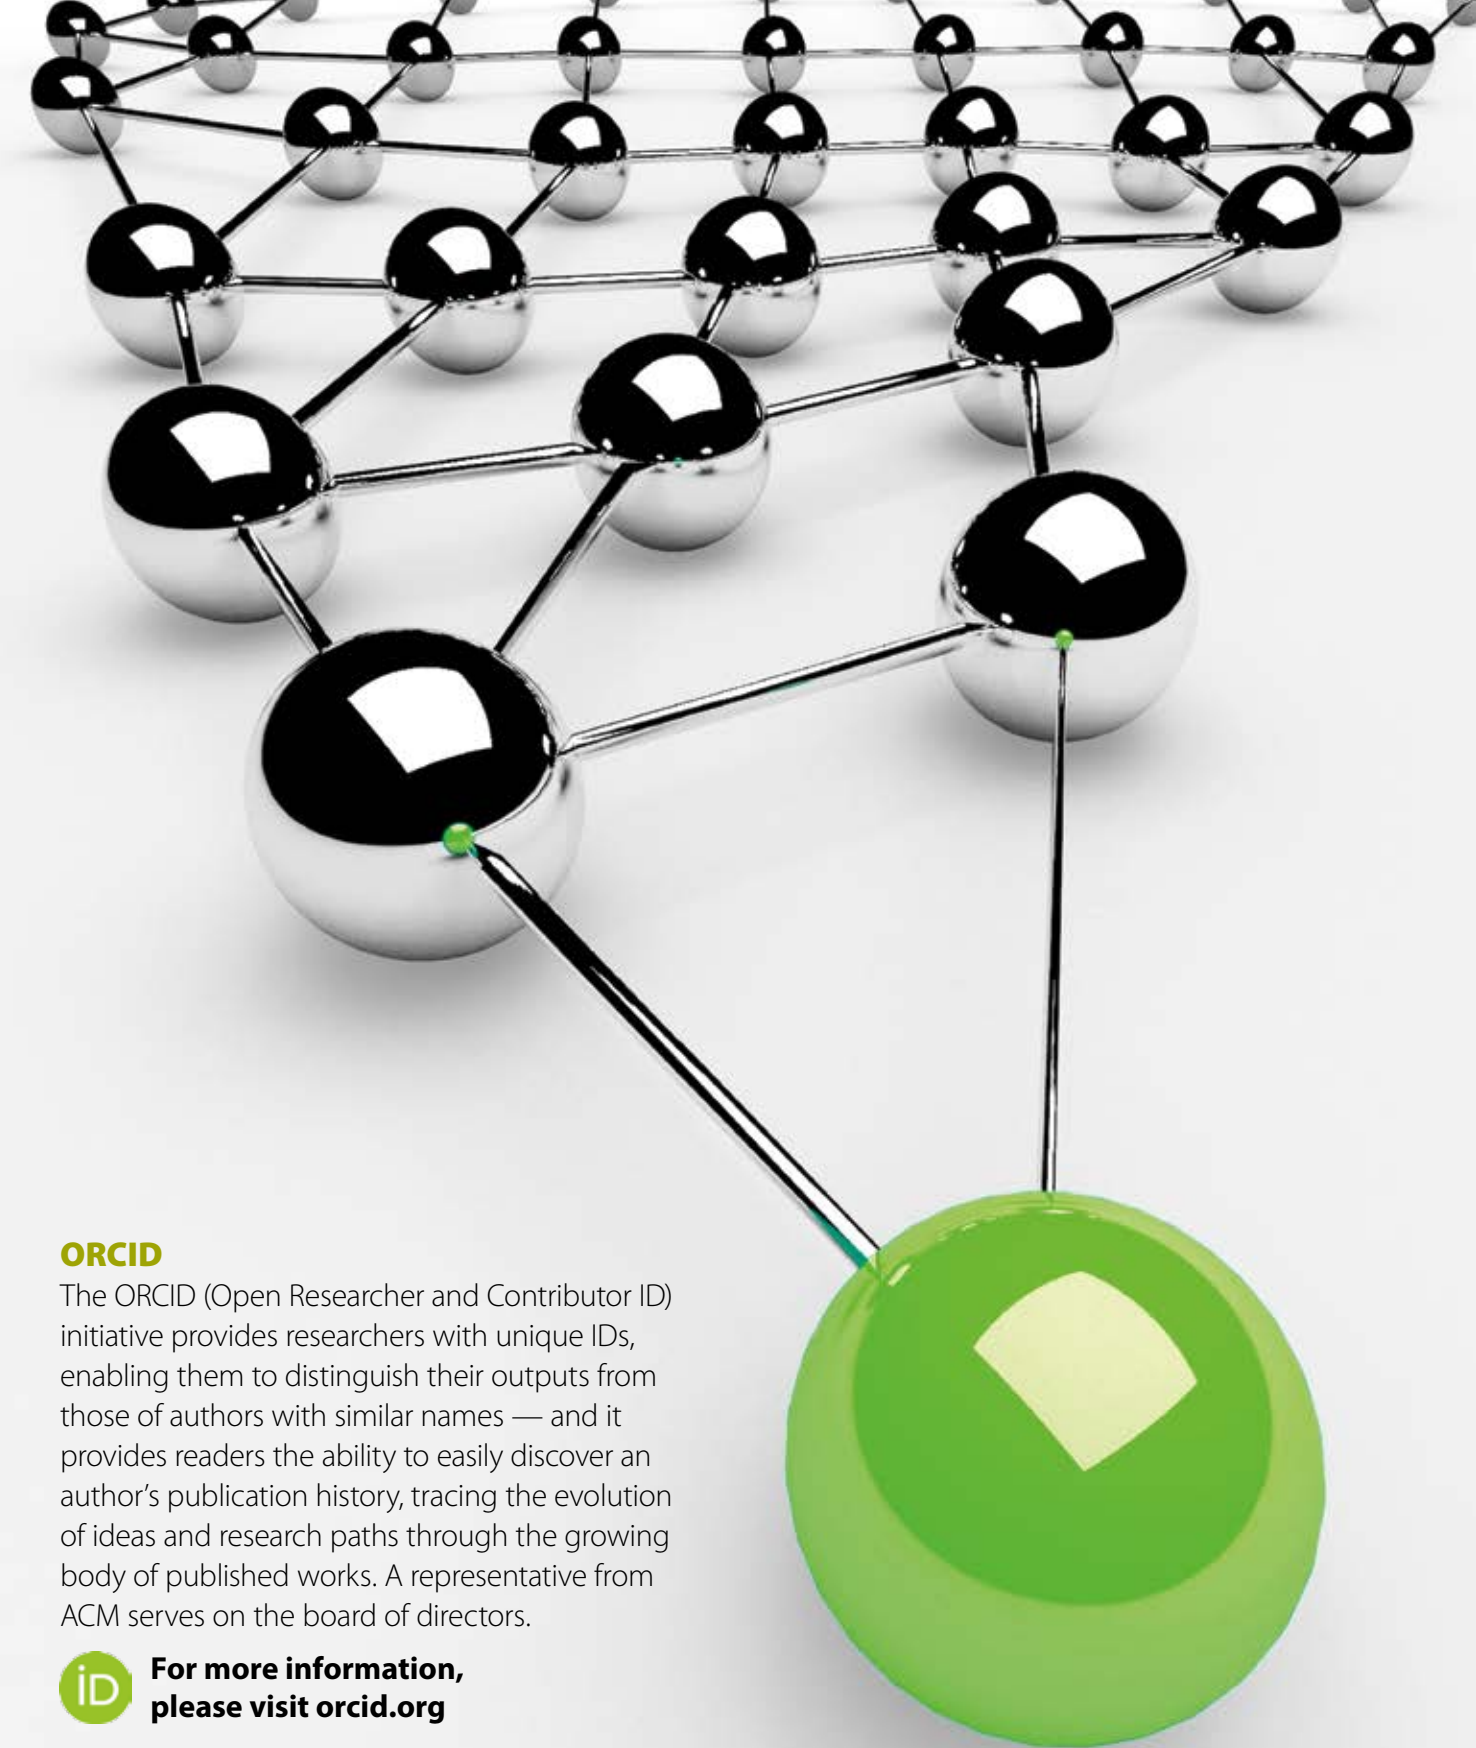 ORCID
The ORCID (Open Researcher and Contributor ID)
initiative provides researchers with unique IDs,
enabling them to distinguish their outputs from
those of authors with similar names — and it
provides readers the ability to easily discover an
author’s publication history, tracing the evolution
of ideas and research paths through the growing
body of published works. A representative from
ACM serves on the board of directors.
iD
For more information,
please visit orcid.org